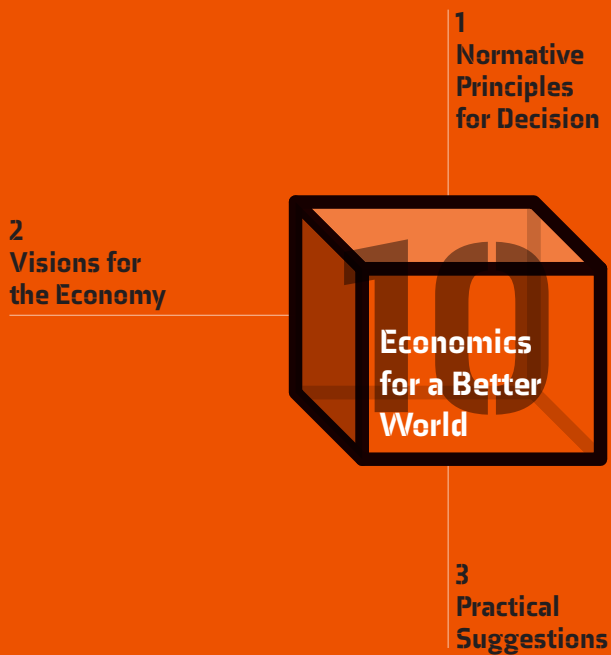 1
Normative
Principles
for Decision
2
Visions for
the Economy
10
Economics
for a Better
World
3
Practical
Suggestions